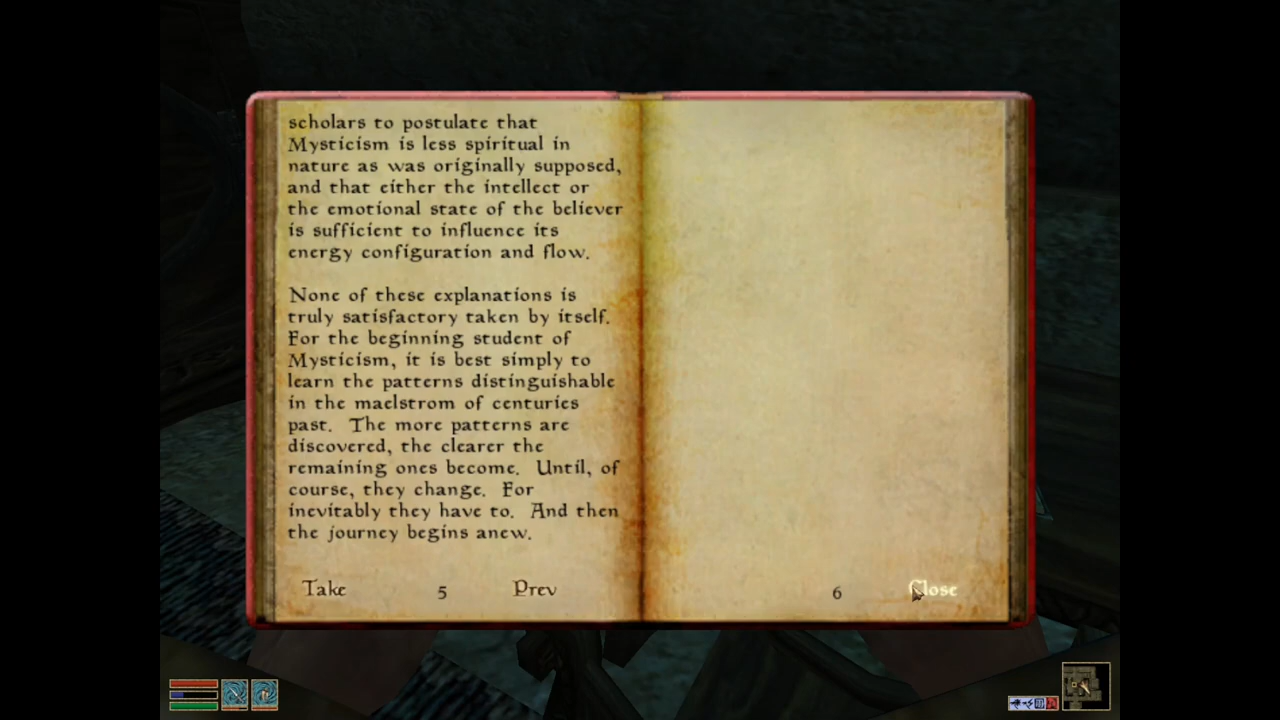 scholars to postulate that
Mysticism is less spiritual in
nature as was originally supposed,
and that either the intellect or
the emotional state of the believer
is sufficient to influence its
energy configuration and flow.
None of these explanations is
truly satisfactory taken by itself.
For the beginning student of
Mysticism, it is best simply to
learn the patterns distinguishable
in the maelstrom of centuries
past. The more patterns are
discovered, the clearer the
remaining ones become. Until, of
course, they change. For
inevitably they have to. And then
the journey begins anew.
Take 5 Prev
6 Close